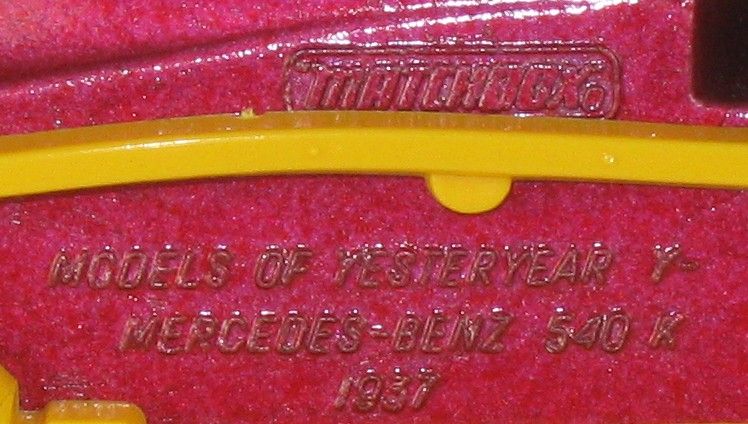 "MATCHBOX"
MODELS OF YESTERYEAR Y-
MERCEDES-BENZ 540 K
1937